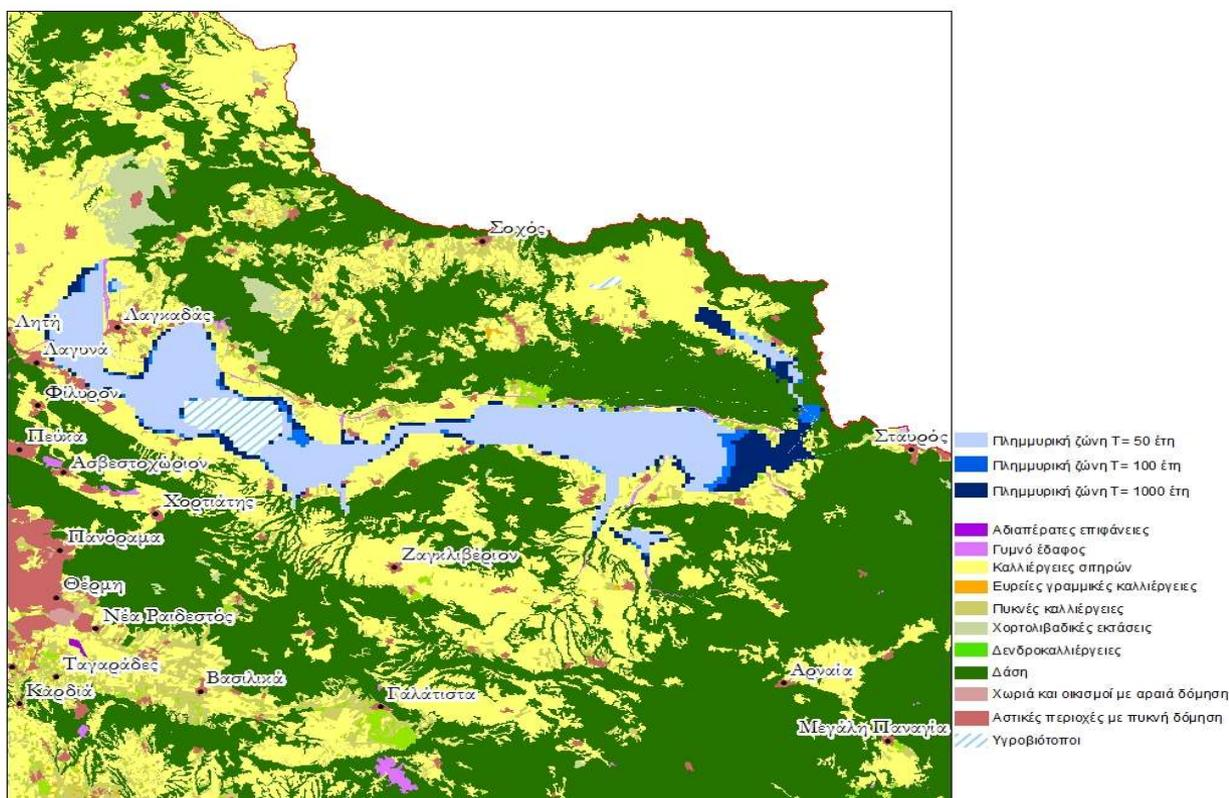 Σοχός
Λαγκαδάς
Λητή
Λαγυνά
Φίλυρον
Πεύκα
Ασβεστοχώριον
Χορτιάτης
Σταυρός
Πανόραμα
Ζαγκλιβέριον
Θέρμη
Νέα Ραιδεστός
Ταγαράδες
Καρδιά
Βασιλικά
Γαλάτιστα
Αρναία
Μεγάλη Παναγία
Πλημμυρική ζώνη Τ= 50 έτη
Πλημμυρική ζώνη Τ= 100 έτη
Πλημμυρική ζώνη Τ= 1000 έτη
Αδιαπέρατες επιφάνειες
Γυμνό έδαφος
Καλλιέργειες σιτηρών
Ευρείες γραμμικές καλλιέργειες
Πυκνές καλλιέργειες
Χορτολιβαδικές εκτάσεις
Δενδροκαλλιέργειες
Δάση
Χωριά και οικισμοί με αραιά δόμηση
Αστικές περιοχές με πυκνή δόμηση
Υγροβιότοποι